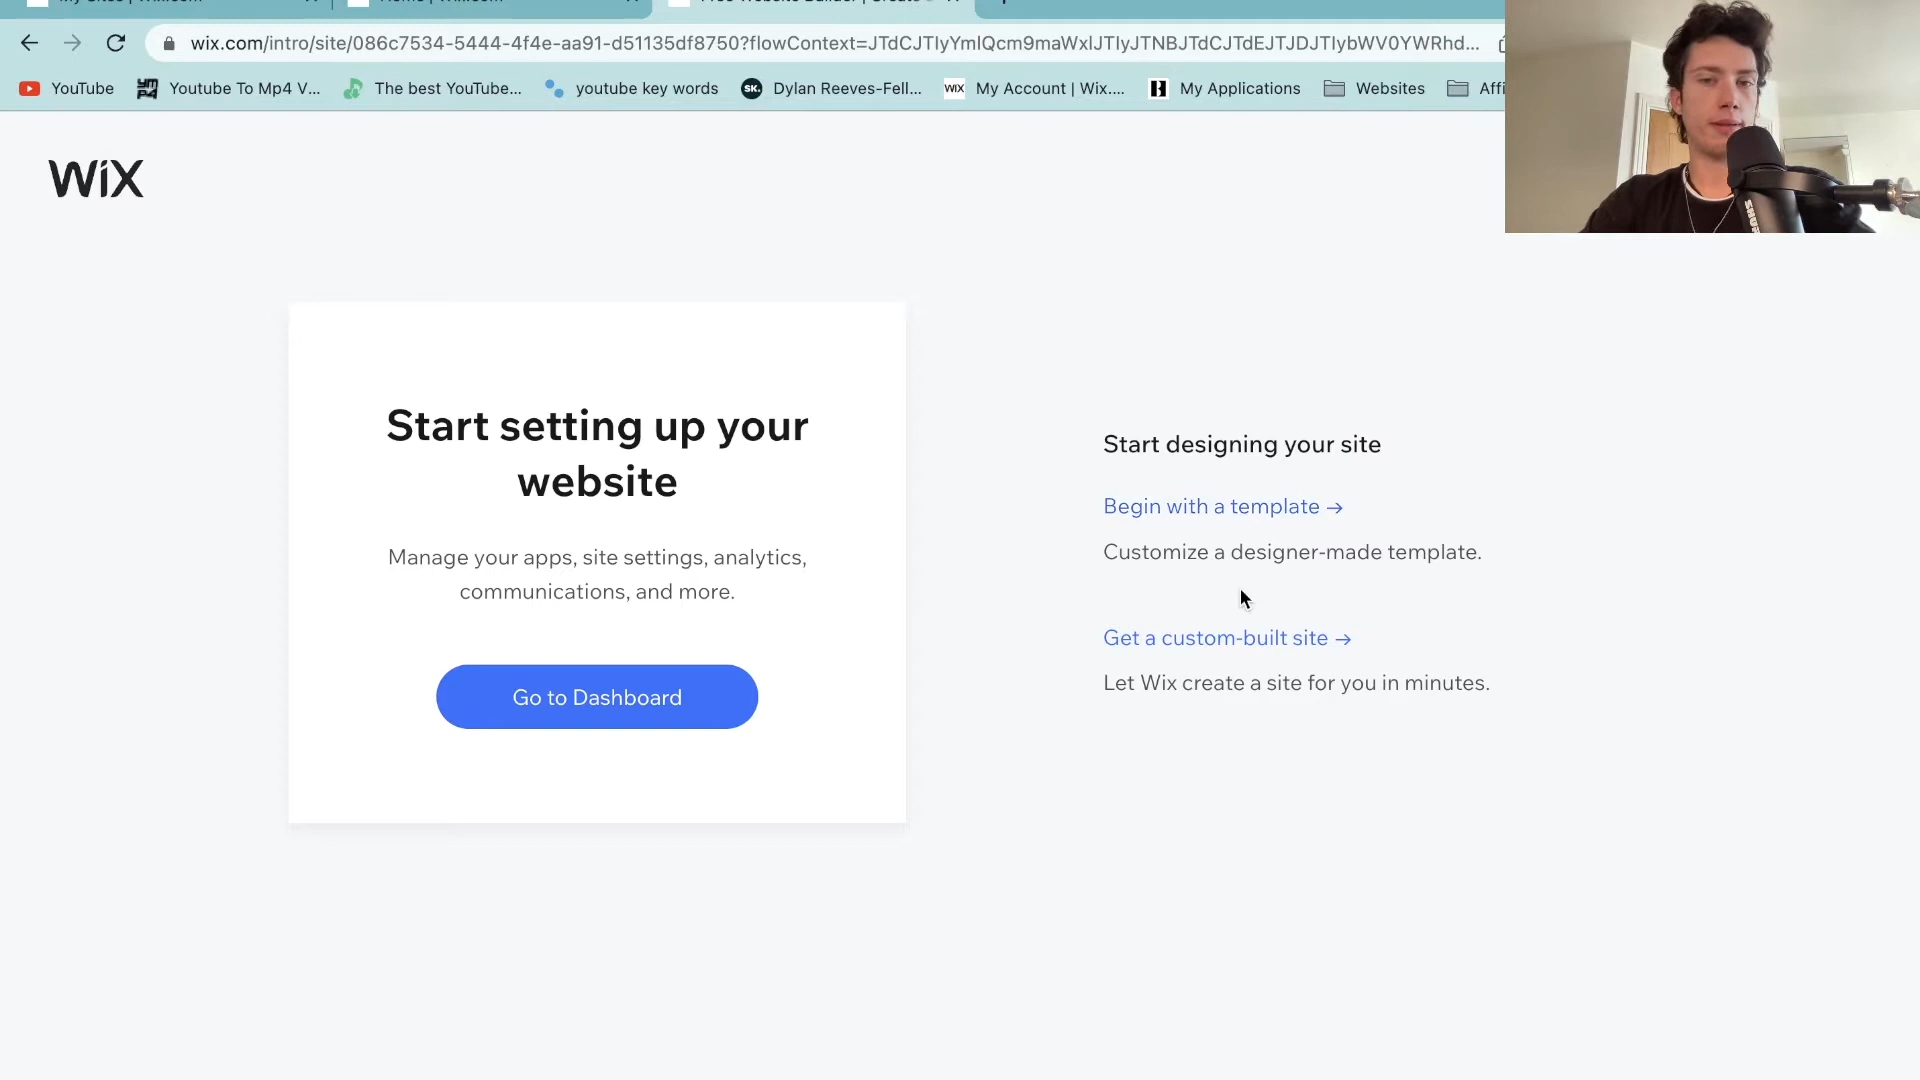 wix.com/intro/site/086c7534-5444-4f4e-aa91-d51135df8750?flowContext=JTdCJTIyYmlQcm9maWxlJTIyJTNBJTdCJTdEJTJDJTIybWV0YWRhd...
YouTube
Youtube To Mp4 V...
The best YouTube...
youtube key words
SK.
Dylan Reeves-Fell...
WIX
My Account | Wix....
My Applications
Websites
Affi
WiX
Start setting up your
website
Manage your apps, site settings, analytics,
communications, and more.
Go to Dashboard
Start designing your site
Begin with a template →
Customize a designer-made template.
Get a custom-built site →
Let Wix create a site for you in minutes.